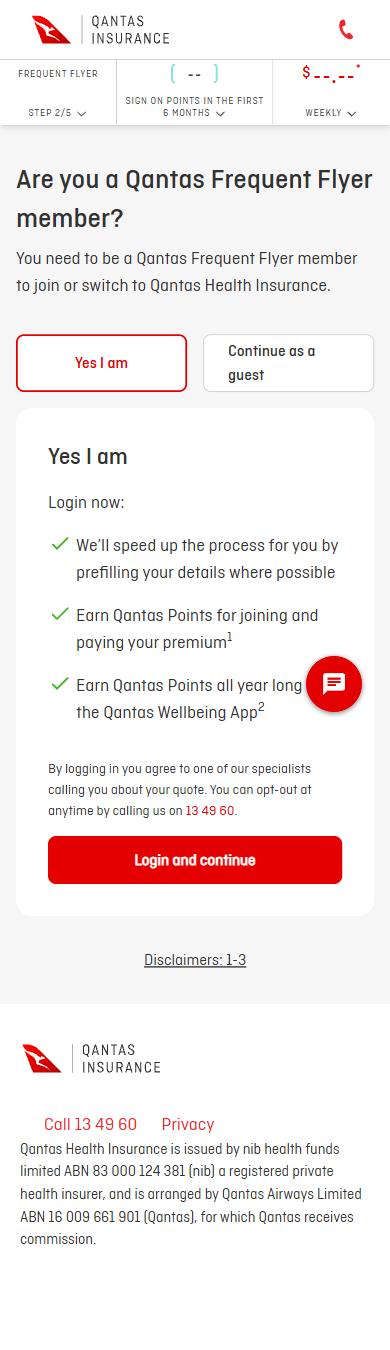 QANTAS
INSURANCE
FREQUENT FLYER
STEP 2/5
--
SIGN ON POINTS IN THE FIRST
6 MONTHS
$--.--*
WEEKLY
Are you a Qantas Frequent Flyer
member?
You need to be a Qantas Frequent Flyer member
to join or switch to Qantas Health Insurance.
Yes I am
Continue as a
guest
Yes I am
Login now:
We'll speed up the process for you by
prefilling your details where possible
Earn Qantas Points for joining and
paying your premium1
Earn Qantas Points all year long
the Qantas Wellbeing App2
By logging in you agree to one of our specialists
calling you about your quote. You can opt-out at
anytime by calling us on 13 49 60.
Login and continue
Disclaimers: 1-3
QANTAS
INSURANCE
Call 13 49 60 Privacy
Qantas Health Insurance is issued by nib health funds
limited ABN 83 000 124 381 (nib) a registered private
health insurer, and is arranged by Qantas Airways Limited
ABN 16 009 661 901 (Qantas), for which Qantas receives
commission.